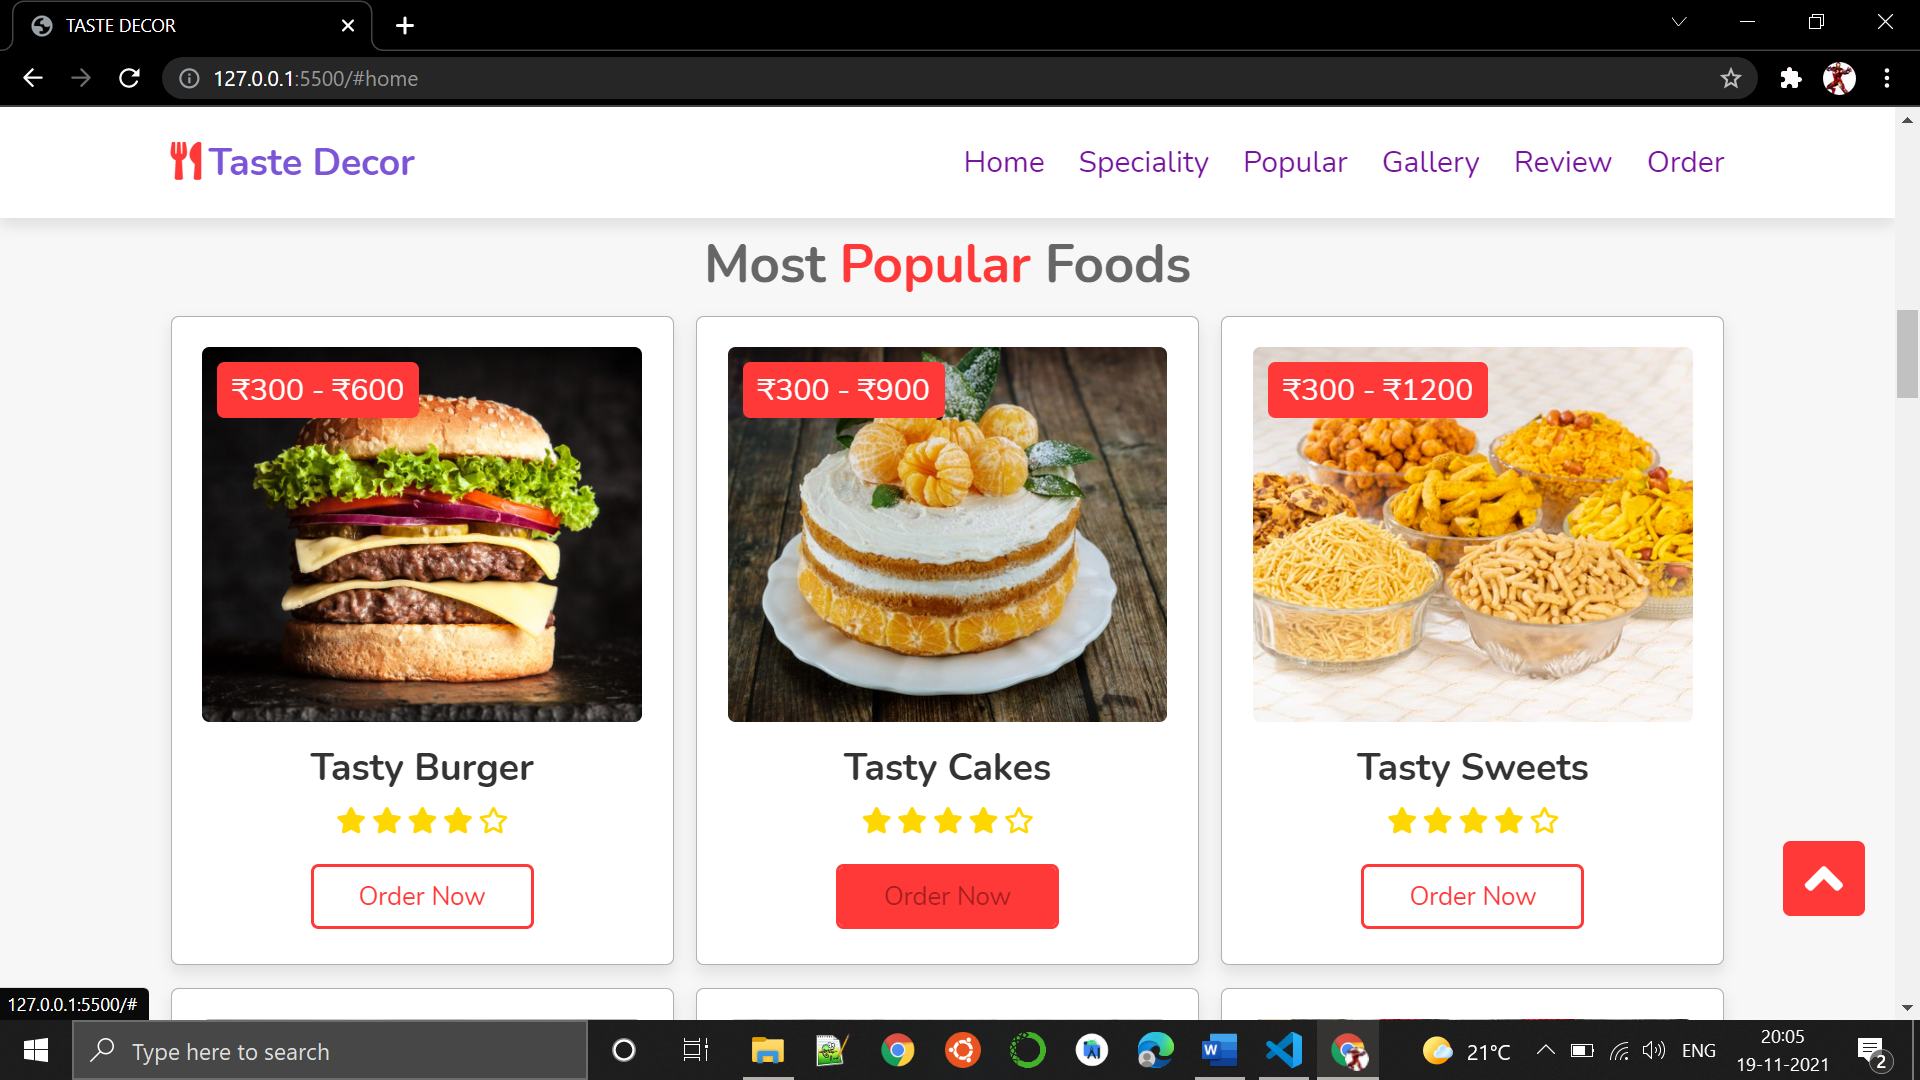 TASTE DECOR
127.0.0.1:5500/#home
Taste Decor
Home Speciality Popular Gallery Review Order
Most Popular Foods
₹300 - ₹600 ₹300 - ₹900 ₹300 - ₹1200
Tasty Burger Tasty Cakes Tasty Sweets
Order Now Order Now Order Now
127.0.0.1:5500/#
Type here to search
21°C ENG
20:05
19-11-2021
2